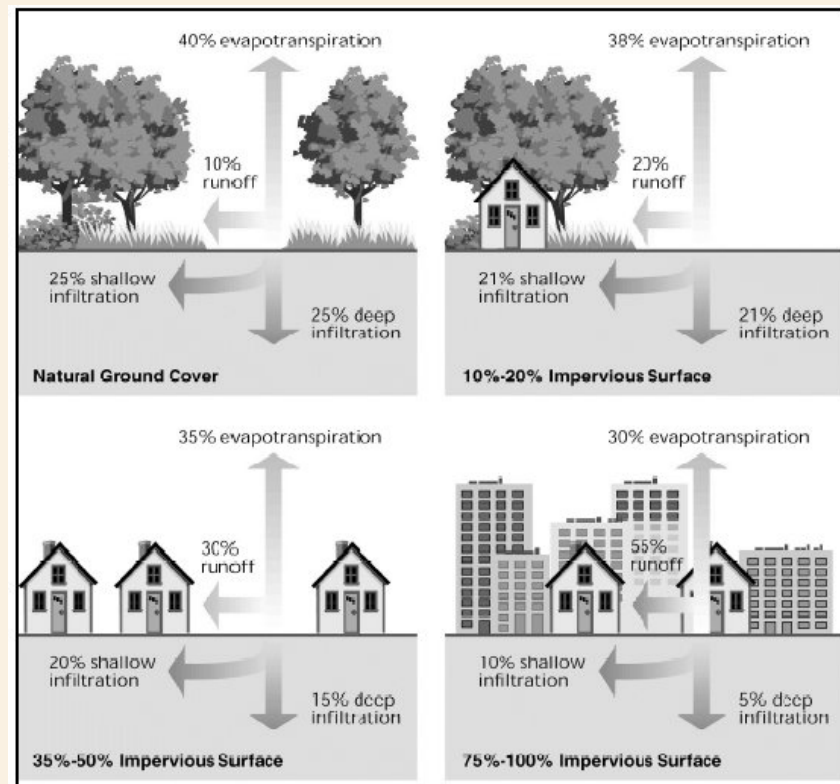 40% evapotranspiration
10%
runoff
25% shallow
infiltration
25% deep
infiltration
Natural Ground Cover
38% evapotranspiration
20%
runoff
21% shallow
infiltration
21% deep
infiltration
10%-20% Impervious Surface
35% evapotranspiration
30%
runoff
20% shallow
infiltration
15% deep
infiltration
35%-50% Impervious Surface
30% evapotranspiration
55%
runoff
10% shallow
infiltration
5% deep
infiltration
75%-100% Impervious Surface